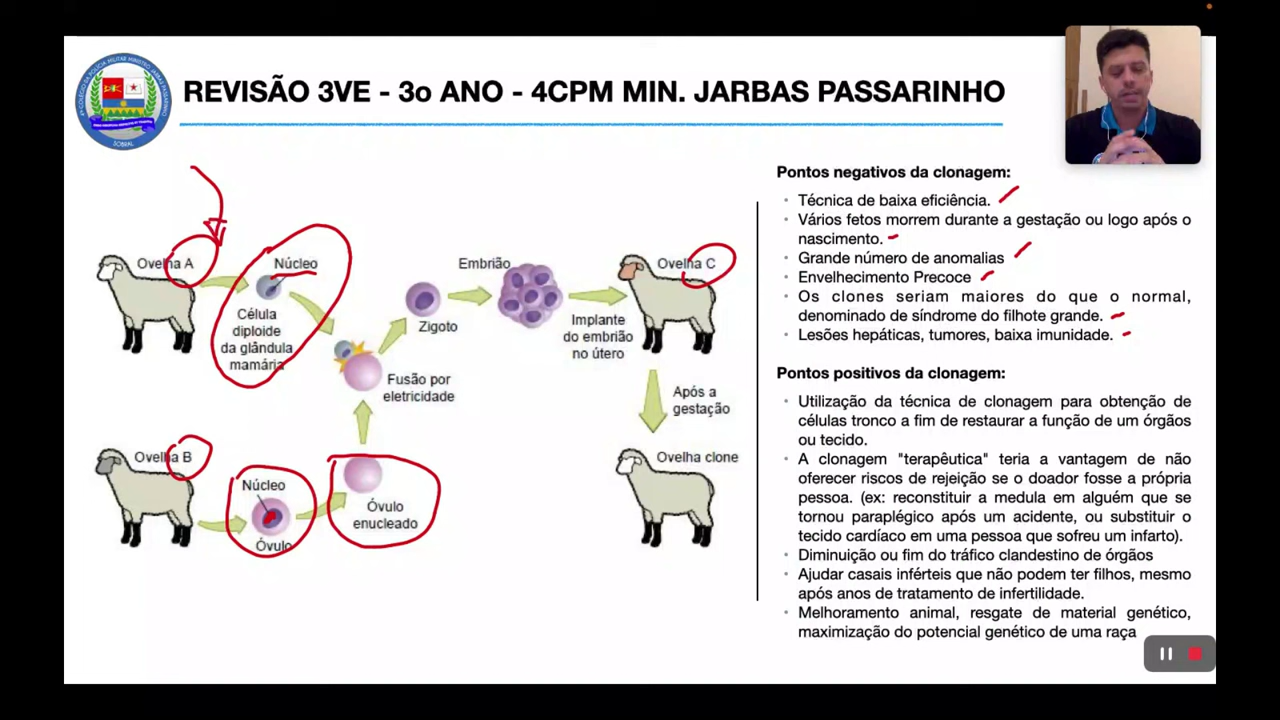 REVISÃO 3VE - 3o ANO - 4CPM MIN. JARBAS PASSARINHO
SOBRAL
Ovelha A
Núcleo
Célula
diploide
da glândula
mamária
Fusão por
eletricidade
Zigoto
Embrião
Implante
do embrião
no útero
Ovelha C
Após a
gestação
Ovelha clone
Ovelha B
Núcleo
Óvulo
Óvulo
enucleado
Pontos negativos da clonagem:
• Técnica de baixa eficiência.
• Vários fetos morrem durante a gestação ou logo após o
nascimento.
• Grande número de anomalias
• Envelhecimento Precoce
• Os clones seriam maiores do que o normal,
denominado de síndrome do filhote grande.
• Lesões hepáticas, tumores, baixa imunidade.
Pontos positivos da clonagem:
• Utilização da técnica de clonagem para obtenção de
células tronco a fim de restaurar a função de um órgãos
ou tecido.
• A clonagem "terapêutica" teria a vantagem de não
oferecer riscos de rejeição se o doador fosse a própria
pessoa. (ex: reconstituir a medula em alguém que se
tornou paraplégico após um acidente, ou substituir o
tecido cardíaco em uma pessoa que sofreu um infarto).
• Diminuição ou fim do tráfico clandestino de órgãos
• Ajudar casais inférteis que não podem ter filhos, mesmo
após anos de tratamento de infertilidade.
• Melhoramento animal, resgate de material genético,
maximização do potencial genético de uma raça